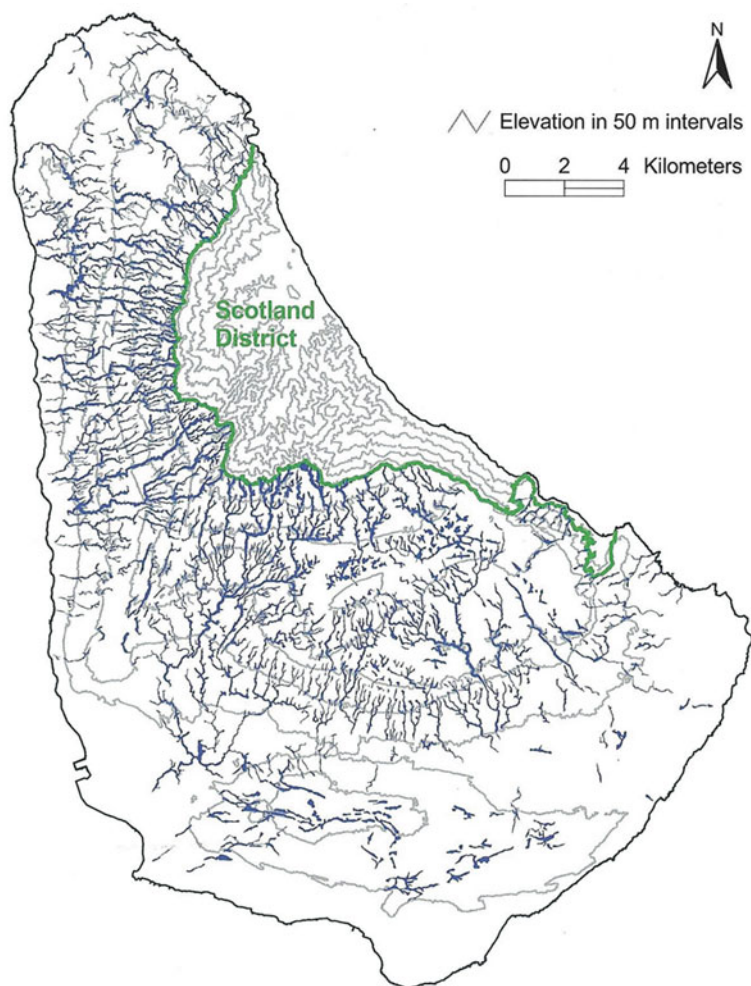 N
Elevation in 50 m intervals
0 2 4 Kilometers
Scotland
District